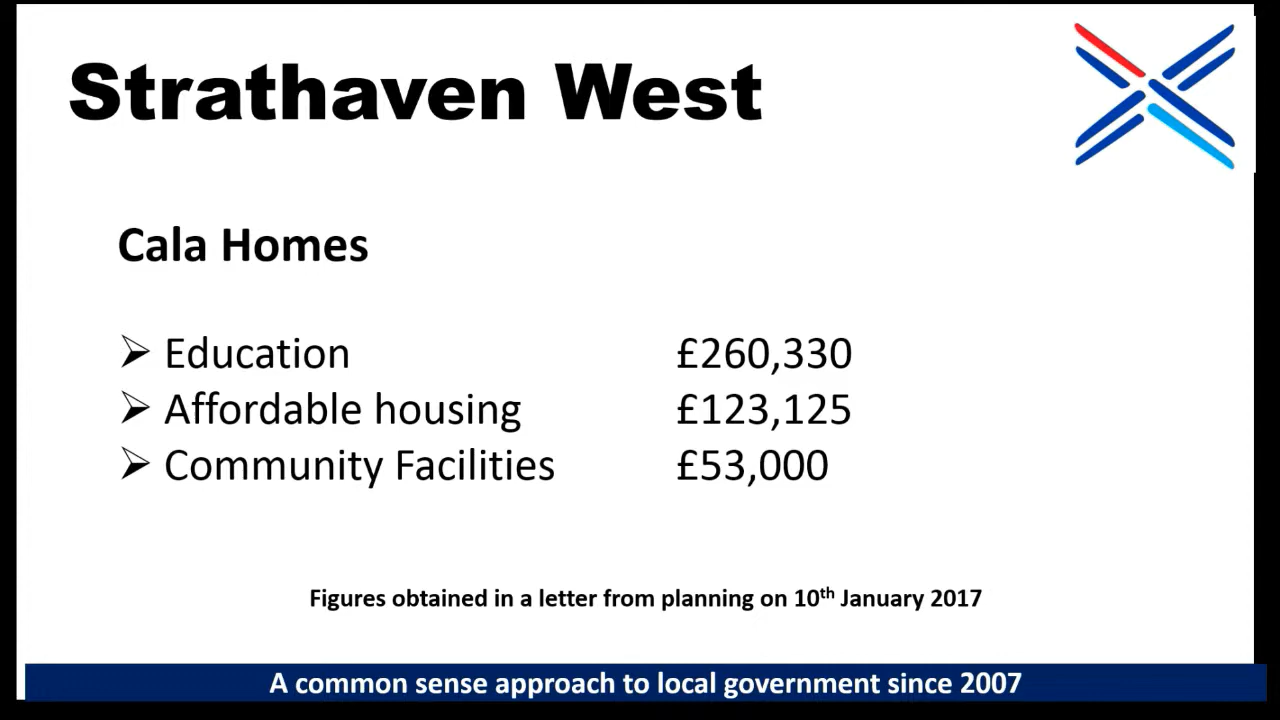 Strathaven West
Cala Homes
➢ Education £260,330
➢ Affordable housing £123,125
➢ Community Facilities £53,000
Figures obtained in a letter from planning on 10th January 2017
A common sense approach to local government since 2007